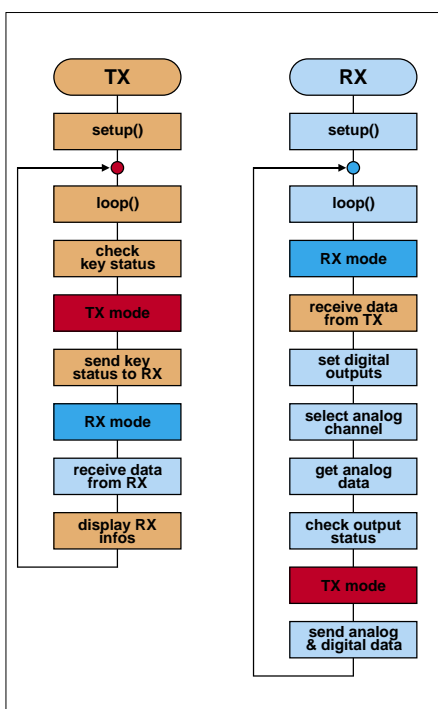 TX
setup()
loop()
check
key status
TX mode
send key
status to RX
RX mode
receive data
from RX
display RX
infos
RX
setup()
loop()
RX mode
receive data
from TX
set digital
outputs
select analog
channel
get analog
data
check output
status
TX mode
send analog
& digital data